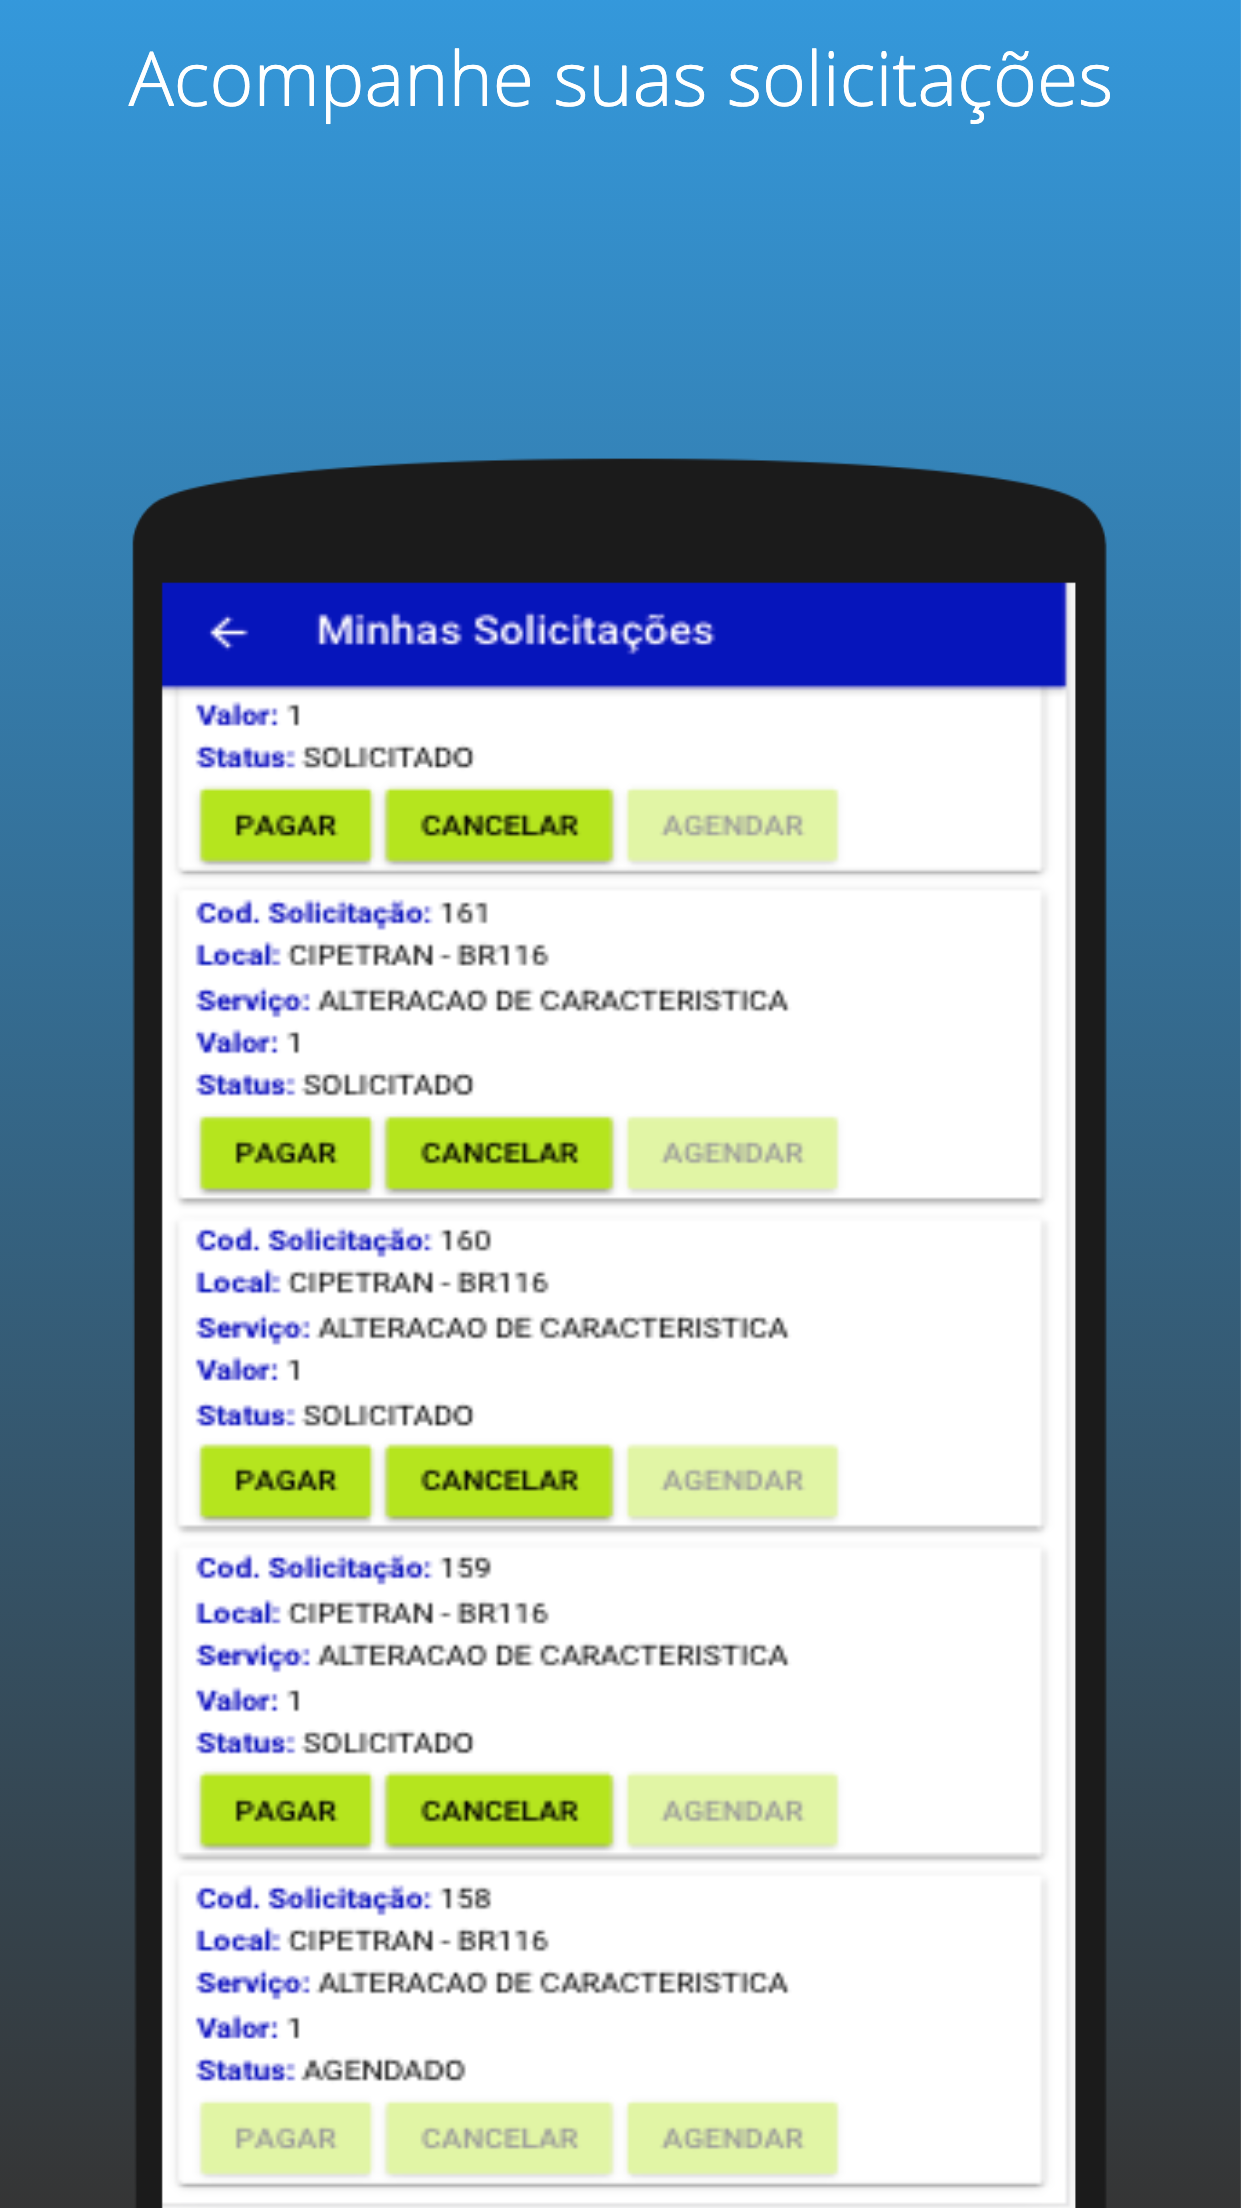 Acompanhe suas solicitações
Minhas Solicitações
Valor: 1
Status: SOLICITADO
PAGAR CANCELAR AGENDAR
Cod. Solicitação: 161
Local: CIPETRAN - BR116
Serviço: ALTERACAO DE CARACTERISTICA
Valor: 1
Status: SOLICITADO
PAGAR CANCELAR AGENDAR
Cod. Solicitação: 160
Local: CIPETRAN - BR116
Serviço: ALTERACAO DE CARACTERISTICA
Valor: 1
Status: SOLICITADO
PAGAR CANCELAR AGENDAR
Cod. Solicitação: 159
Local: CIPETRAN - BR116
Serviço: ALTERACAO DE CARACTERISTICA
Valor: 1
Status: SOLICITADO
PAGAR CANCELAR AGENDAR
Cod. Solicitação: 158
Local: CIPETRAN - BR116
Serviço: ALTERACAO DE CARACTERISTICA
Valor: 1
Status: AGENDADO
PAGAR CANCELAR AGENDAR